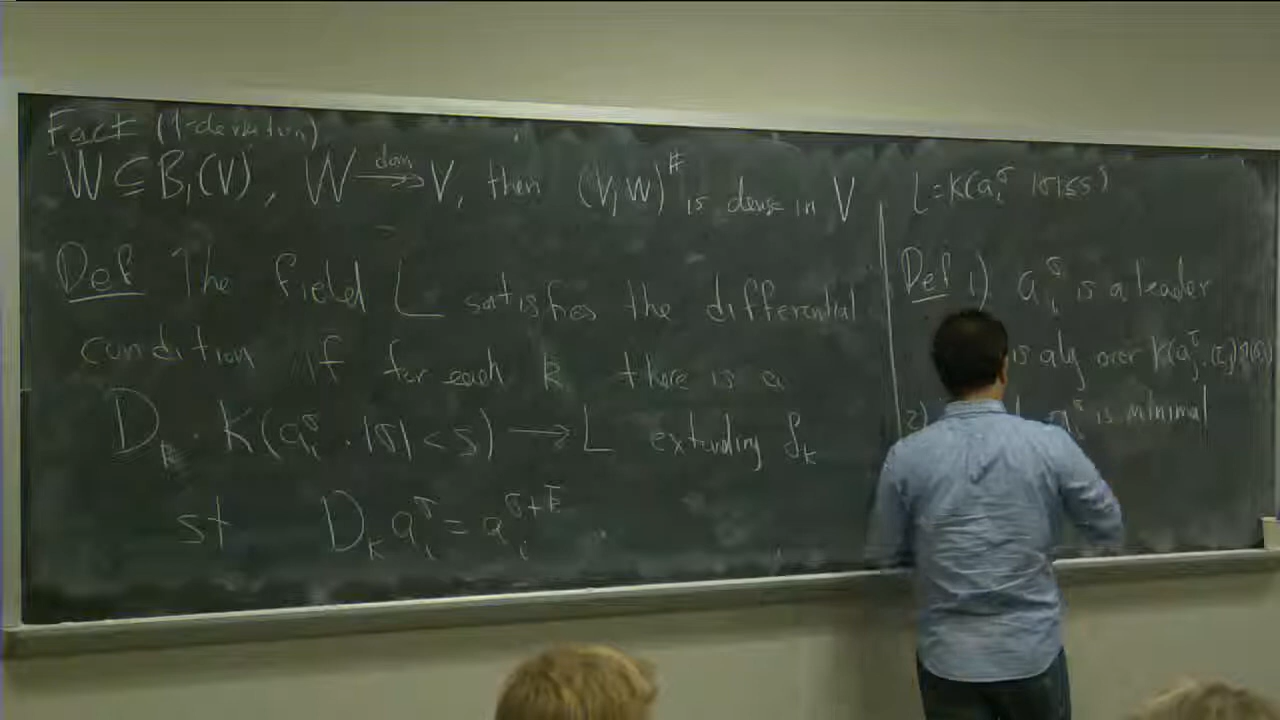 Fact (1-derivation)
W ⊆ B₁(V), W dom→→ V, then (V,W)^# is dense in V
Def The field L satisfies the differential
condition if for each k there is a
D_k : K(a_i^σ : |σ| < s) → L extending δ_k
st D_k a_i^σ = a_i^{σ+k̄}
L = K(a_i^σ |σ|≤s)
Def 1) a_i^σ is a leader
is alg over K(a_j^τ :
2) a_i^σ is minimal